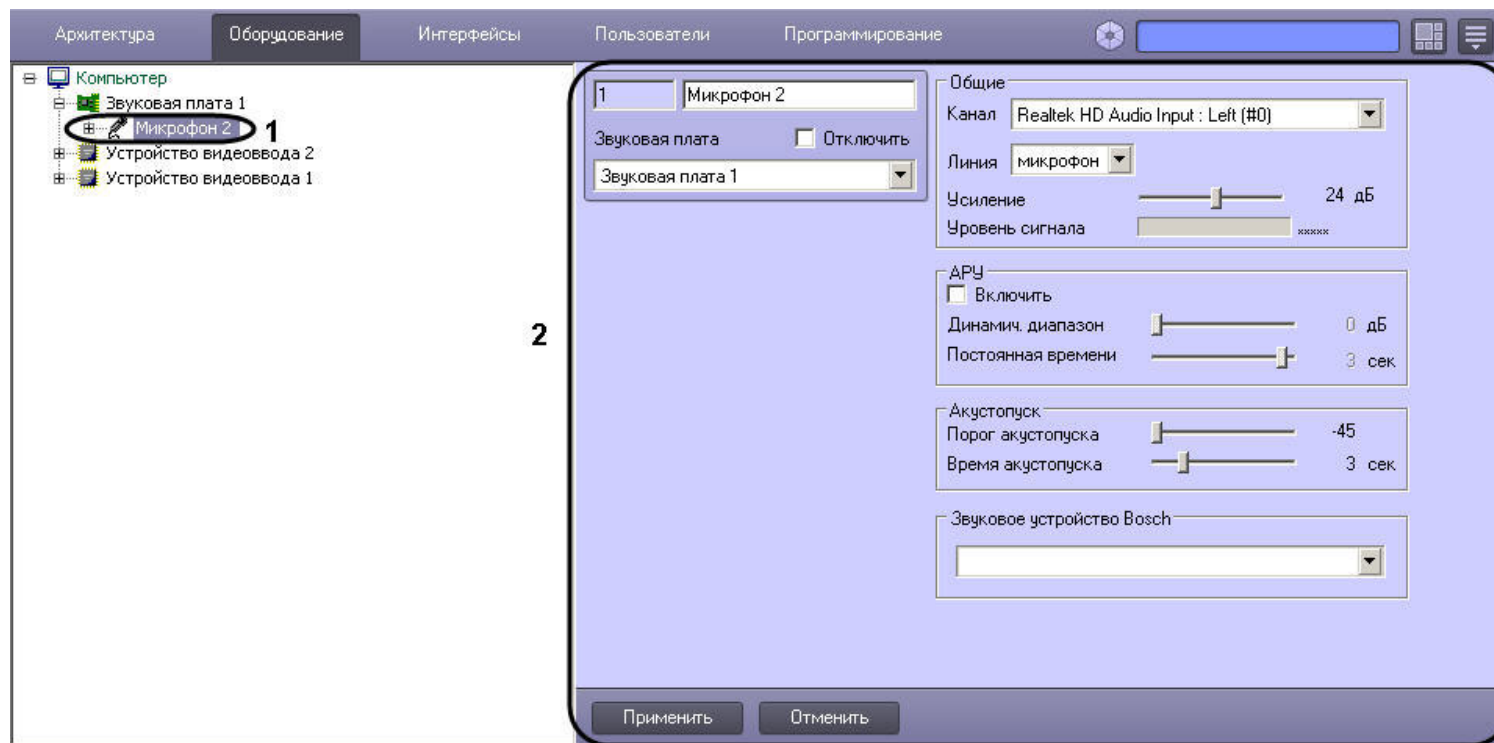 Архитектура Оборудование Интерфейсы Пользователи Программирование
Компьютер
Звуковая плата 1
Микрофон 2 1
Устройство видеоввода 2
Устройство видеоввода 1
2
1 Микрофон 2
Звуковая плата Отключить
Звуковая плата 1
Общие
Канал Realtek HD Audio Input : Left (#0)
Линия микрофон
Усиление 24 дБ
Уровень сигнала xxxxx
АРУ
Включить
Динамич. диапазон 0 дБ
Постоянная времени 3 сек
Акустопуск
Порог акустопуска -45
Время акустопуска 3 сек
Звуковое устройство Bosch
Применить Отменить